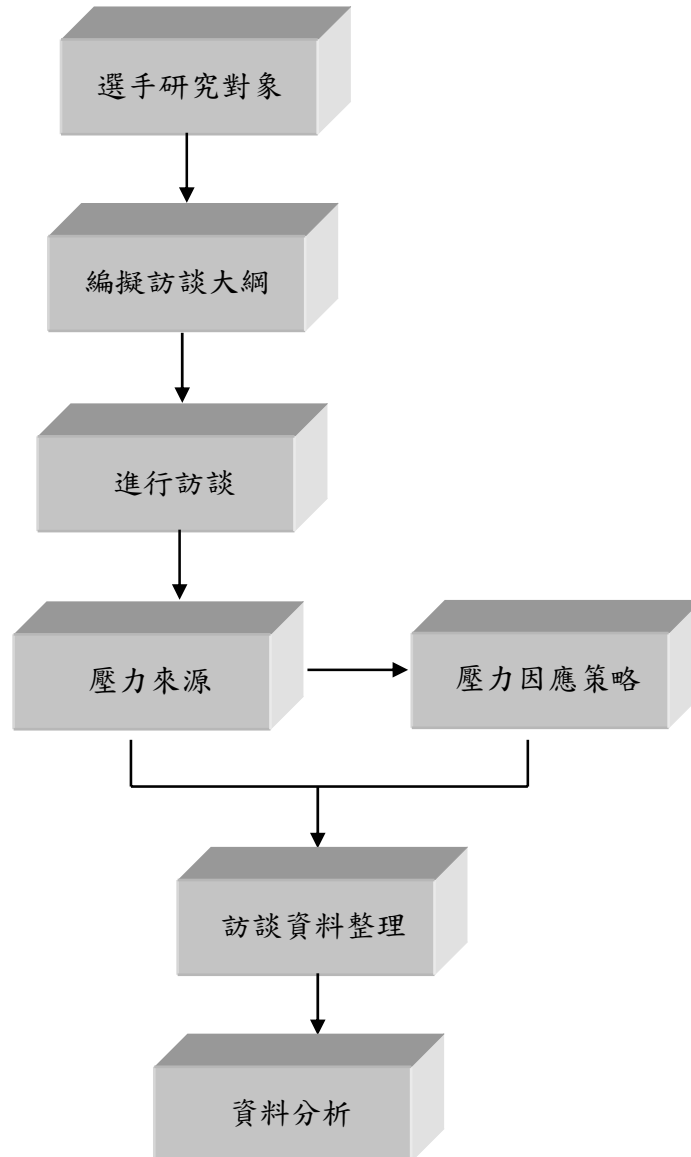 選手研究對象
編擬訪談大綱
進行訪談
壓力來源
壓力因應策略
訪談資料整理
資料分析